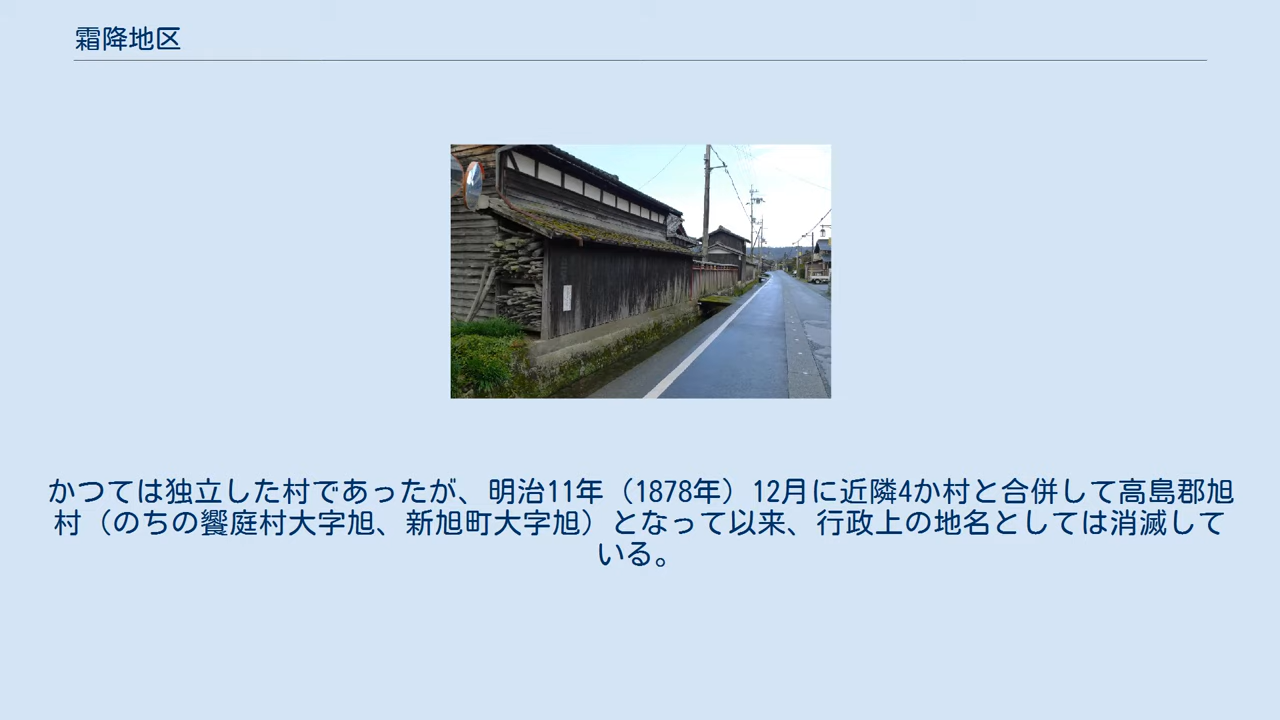 霜降地区
かつては独立した村であったが、明治11年（1878年）12月に近隣4か村と合併して高島郡旭
村（のちの饗庭村大字旭、新旭町大字旭）となって以来、行政上の地名としては消滅して
いる。